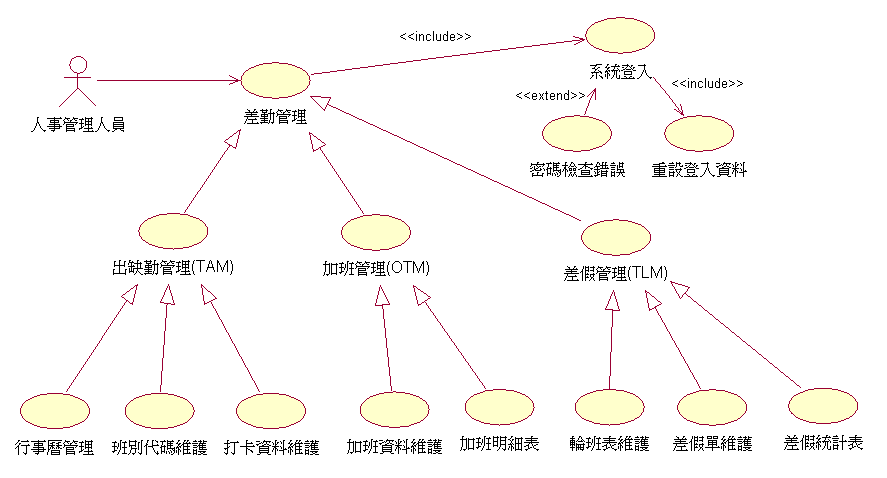 <<include>>
系統登入
<<include>>
<<extend>>
人事管理人員
差勤管理
密碼檢查錯誤
重設登入資料
出缺勤管理(TAM)
加班管理(OTM)
差假管理(TLM)
行事曆管理
班別代碼維護
打卡資料維護
加班資料維護
加班明細表
輪班表維護
差假單維護
差假統計表